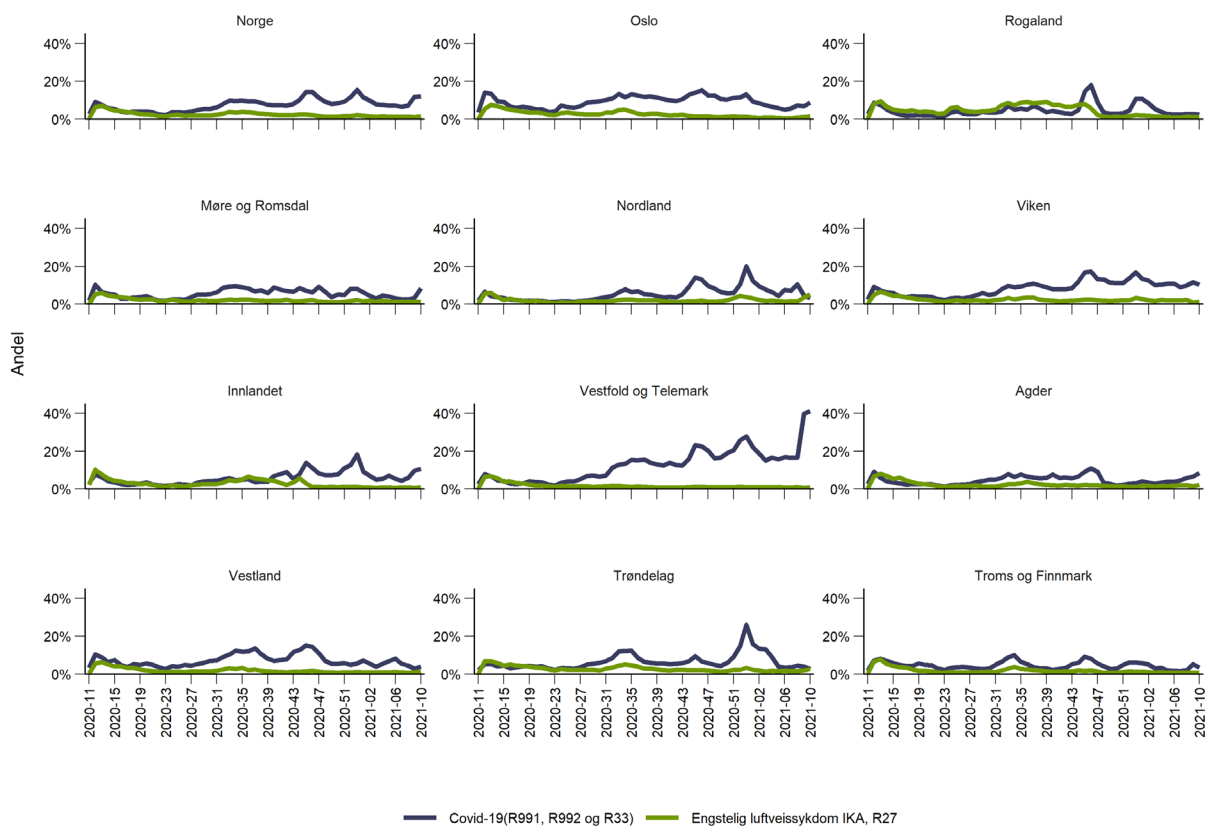 Norge Oslo Rogaland
40% 40% 40%
20% 20% 20%
0% 0% 0%
Møre og Romsdal Nordland Viken
40% 40% 40%
20% 20% 20%
0% 0% 0%
Andel
Innlandet Vestfold og Telemark Agder
40% 40% 40%
20% 20% 20%
0% 0% 0%
Vestland Trøndelag Troms og Finnmark
40% 40% 40%
20% 20% 20%
0% 0% 0%
2020-11 2020-15 2020-19 2020-23 2020-27 2020-31 2020-35 2020-39 2020-43 2020-47 2020-51 2021-02 2021-06 2021-10 2020-11 2020-15 2020-19 2020-23 2020-27 2020-31 2020-35 2020-39 2020-43 2020-47 2020-51 2021-02 2021-06 2021-10 2020-11 2020-15 2020-19 2020-23 2020-27 2020-31 2020-35 2020-39 2020-43 2020-47 2020-51 2021-02 2021-06 2021-10
Covid-19(R991, R992 og R33) Engstelig luftveissykdom IKA, R27